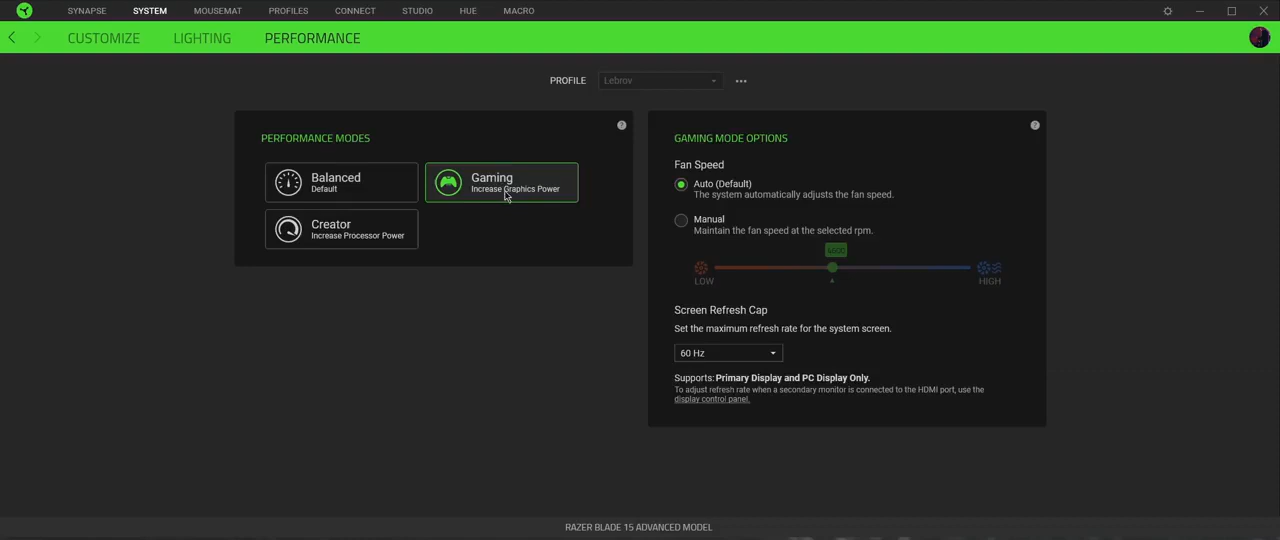 SYNAPSE SYSTEM MOUSEMAT PROFILES CONNECT STUDIO HUE MACRO
CUSTOMIZE LIGHTING PERFORMANCE
PROFILE Lebrov
PERFORMANCE MODES
Balanced
Default
Gaming
Increase Graphics Power
Creator
Increase Processor Power
GAMING MODE OPTIONS
Fan Speed
Auto (Default)
The system automatically adjusts the fan speed.
Manual
Maintain the fan speed at the selected rpm.
LOW HIGH
Screen Refresh Cap
Set the maximum refresh rate for the system screen.
60 Hz
Supports: Primary Display and PC Display Only.
To adjust refresh rate when a secondary monitor is connected to the HDMI port, use the
display control panel.
RAZER BLADE 15 ADVANCED MODEL